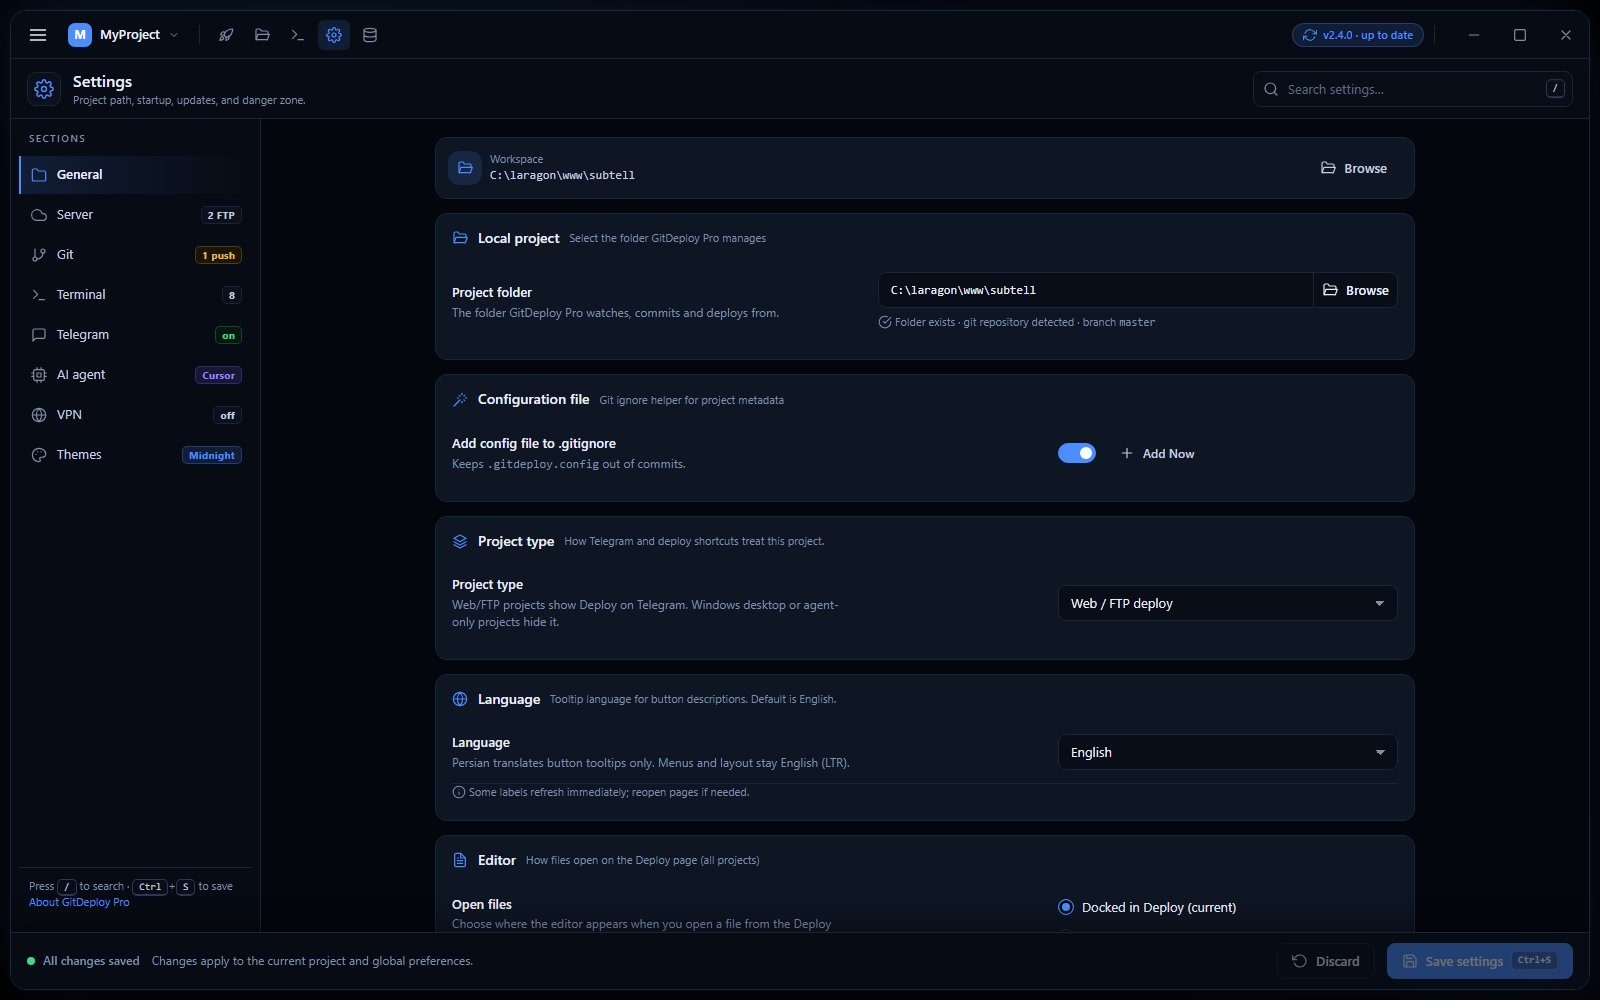 M MyProject
v2.4.0 · up to date
Settings
Project path, startup, updates, and danger zone.
Search settings... /
SECTIONS
General
Server 2 FTP
Git 1 push
Terminal 8
Telegram on
AI agent Cursor
VPN off
Themes Midnight
Press / to search · Ctrl + S to save
About GitDeploy Pro
Workspace
C:\laragon\www\subtell
Browse
Local project Select the folder GitDeploy Pro manages
Project folder
The folder GitDeploy Pro watches, commits and deploys from.
C:\laragon\www\subtell
Browse
Folder exists · git repository detected · branch master
Configuration file Git ignore helper for project metadata
Add config file to .gitignore
Keeps .gitdeploy.config out of commits.
Add Now
Project type How Telegram and deploy shortcuts treat this project.
Project type
Web/FTP projects show Deploy on Telegram. Windows desktop or agent-
only projects hide it.
Web / FTP deploy
Language Tooltip language for button descriptions. Default is English.
Language
Persian translates button tooltips only. Menus and layout stay English (LTR).
English
Some labels refresh immediately; reopen pages if needed.
Editor How files open on the Deploy page (all projects)
Open files
Choose where the editor appears when you open a file from the Deploy
Docked in Deploy (current)
All changes saved Changes apply to the current project and global preferences.
Discard
Save settings Ctrl+S